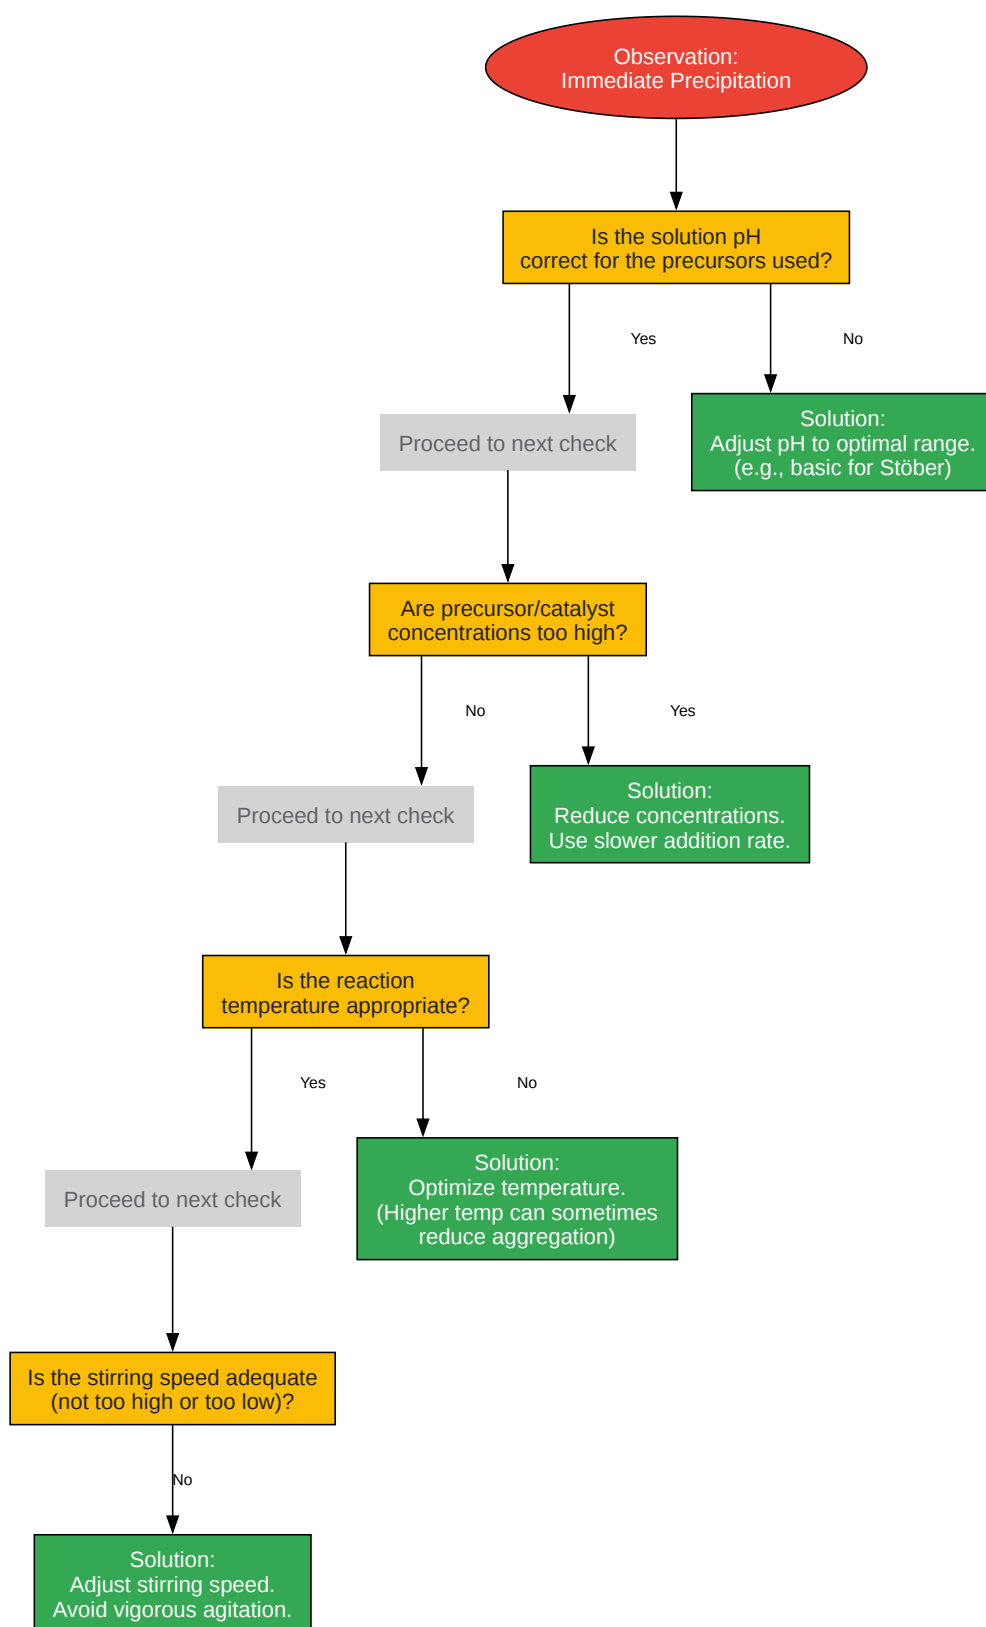 Observation:
Immediate Precipitation
Is the solution pH
correct for the precursors used?
Yes
No
Proceed to next check
Solution:
Adjust pH to optimal range.
(e.g., basic for Stöber)
Are precursor/catalyst
concentrations too high?
No
Yes
Proceed to next check
Solution:
Reduce concentrations.
Use slower addition rate.
Is the reaction
temperature appropriate?
Yes
No
Proceed to next check
Solution:
Optimize temperature.
(Higher temp can sometimes
reduce aggregation)
Is the stirring speed adequate
(not too high or too low)?
No
Solution:
Adjust stirring speed.
Avoid vigorous agitation.